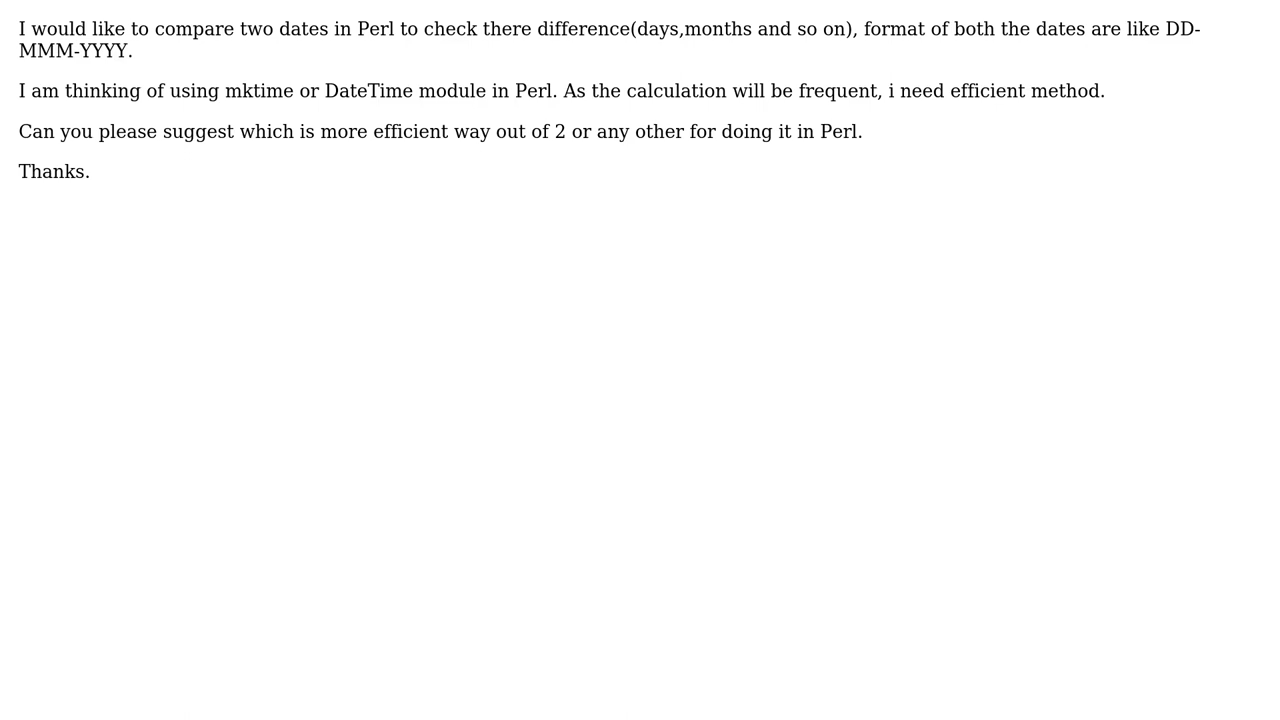 I would like to compare two dates in Perl to check there difference(days,months and so on), format of both the dates are like DD-
MMM-YYYY.
I am thinking of using mktime or DateTime module in Perl. As the calculation will be frequent, i need efficient method.
Can you please suggest which is more efficient way out of 2 or any other for doing it in Perl.
Thanks.